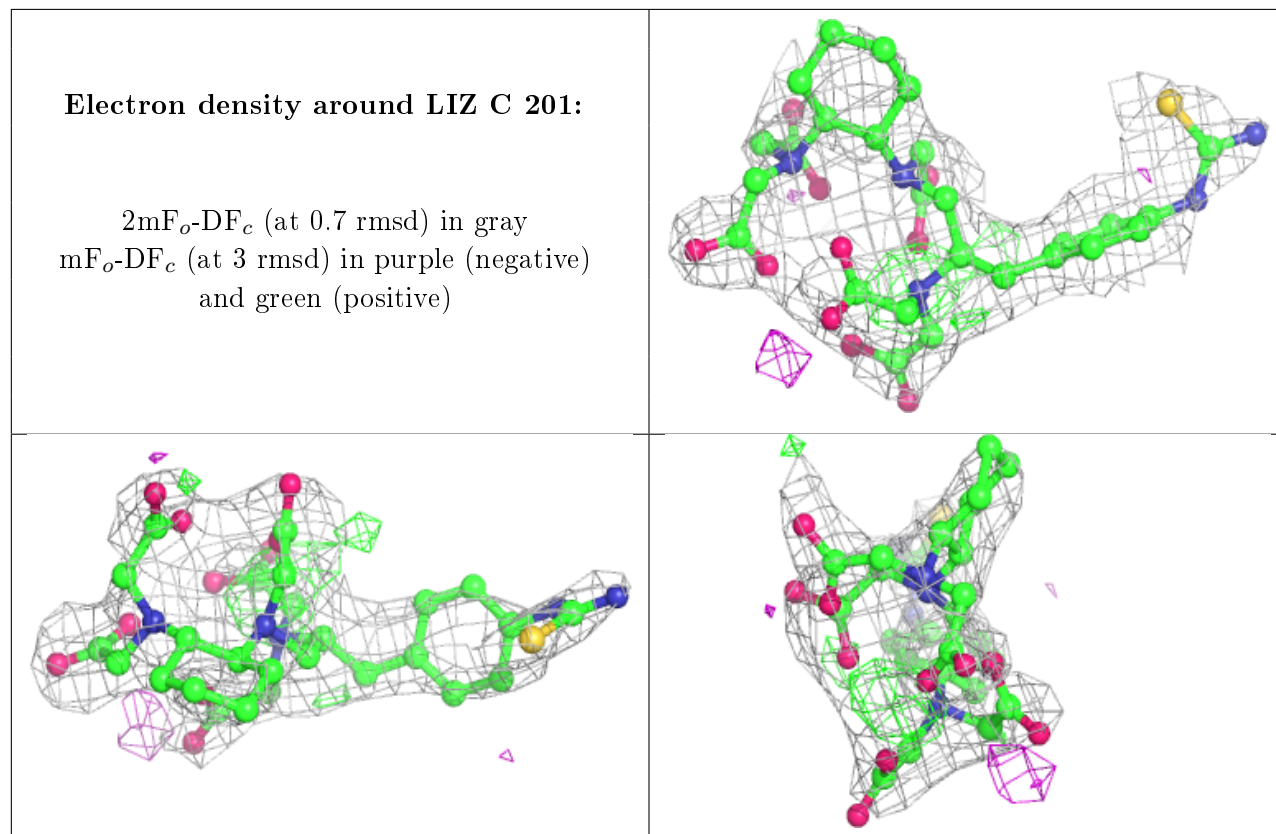 Electron density around LIZ C 201:
2mFₒ-DF𝒸 (at 0.7 rmsd) in gray
mFₒ-DF𝒸 (at 3 rmsd) in purple (negative)
and green (positive)